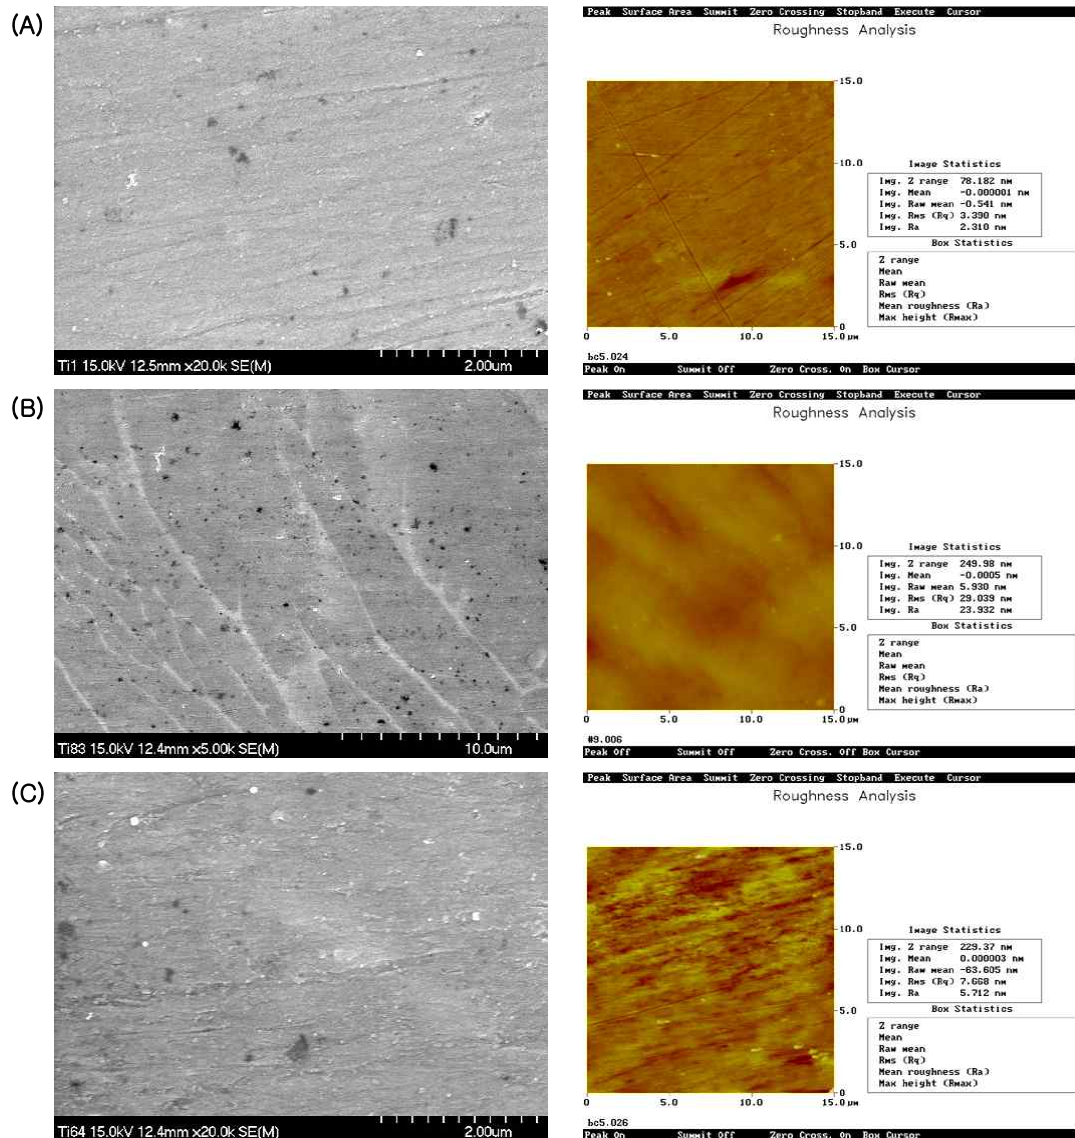 (A)
Ti1 15.0kV 12.5mm x20.0k SE(M) 2.00um
Peak Surface Area Summit Zero Crossing Stopband Execute Cursor
Roughness Analysis
15.0
10.0
5.0
0
0 5.0 10.0 15.0 µm
Image Statistics
Img. Z range 78.182 nm
Img. Mean -0.000001 nm
Img. Raw mean -0.541 nm
Img. Rms (Rq) 3.390 nm
Img. Ra 2.310 nm
Box Statistics
Z range
Mean
Raw mean
Rms (Rq)
Mean roughness (Ra)
Max height (Rmax)
bc5.024
Peak On Summit Off Zero Cross. On Box Cursor
(B)
Ti83 15.0kV 12.4mm x5.00k SE(M) 10.0um
Peak Surface Area Summit Zero Crossing Stopband Execute Cursor
Roughness Analysis
15.0
10.0
5.0
0
0 5.0 10.0 15.0 µm
Image Statistics
Img. Z range 249.98 nm
Img. Mean -0.0005 nm
Img. Raw mean 5.930 nm
Img. Rms (Rq) 29.039 nm
Img. Ra 23.932 nm
Box Statistics
Z range
Mean
Raw mean
Rms (Rq)
Mean roughness (Ra)
Max height (Rmax)
#9.006
Peak Off Summit Off Zero Cross. Off Box Cursor
(C)
Ti64 15.0kV 12.4mm x20.0k SE(M) 2.00um
Peak Surface Area Summit Zero Crossing Stopband Execute Cursor
Roughness Analysis
15.0
10.0
5.0
0
0 5.0 10.0 15.0 µm
Image Statistics
Img. Z range 229.37 nm
Img. Mean 0.000003 nm
Img. Raw mean -63.605 nm
Img. Rms (Rq) 7.668 nm
Img. Ra 5.712 nm
Box Statistics
Z range
Mean
Raw mean
Rms (Rq)
Mean roughness (Ra)
Max height (Rmax)
bc5.026
Peak On Summit Off Zero Cross. On Box Cursor